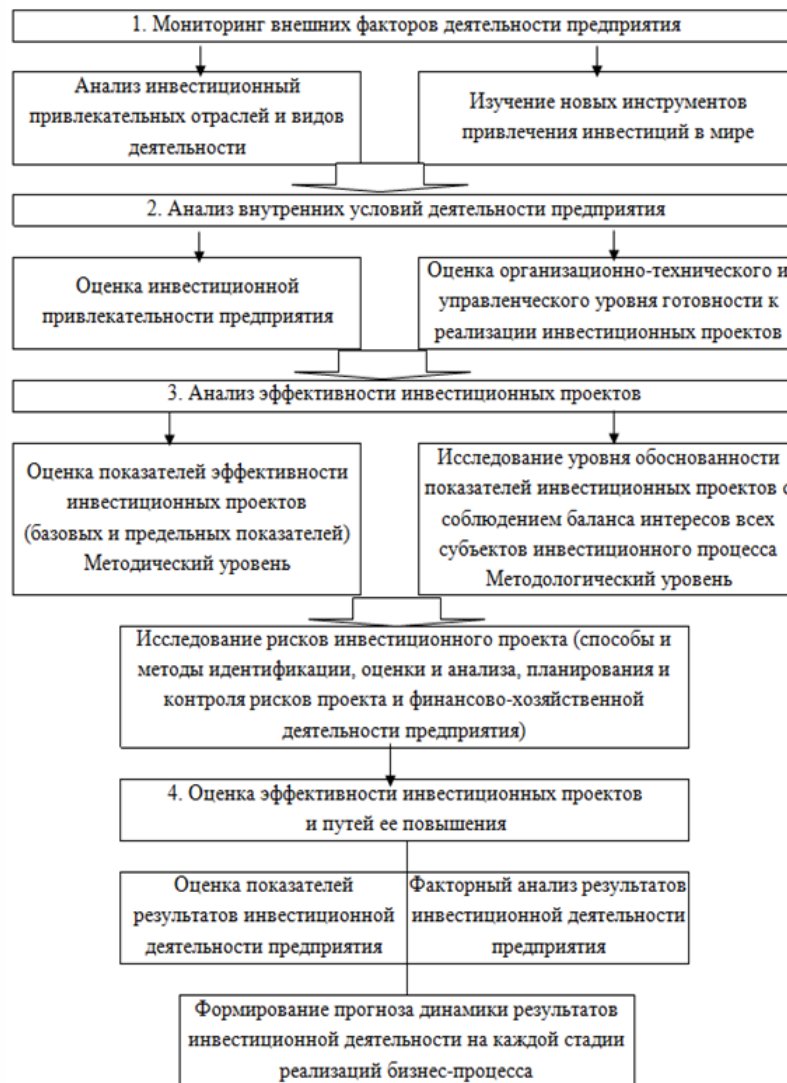 1. Мониторинг внешних факторов деятельности предприятия
Анализ инвестиционный
привлекательных отраслей и видов
деятельности
Изучение новых инструментов
привлечения инвестиций в мире
2. Анализ внутренних условий деятельности предприятия
Оценка инвестиционной
привлекательности предприятия
Оценка организационно-технического и
управленческого уровня готовности к
реализации инвестиционных проектов
3. Анализ эффективности инвестиционных проектов
Оценка показателей эффективности
инвестиционных проектов
(базовых и предельных показателей)
Методический уровень
Исследование уровня обоснованности
показателей инвестиционных проектов с
соблюдением баланса интересов всех
субъектов инвестиционного процесса
Методологический уровень
Исследование рисков инвестиционного проекта (способы и
методы идентификации, оценки и анализа, планирования и
контроля рисков проекта и финансово-хозяйственной
деятельности предприятия)
4. Оценка эффективности инвестиционных проектов
и путей ее повышения
Оценка показателей
результатов инвестиционной
деятельности предприятия
Факторный анализ результатов
инвестиционной деятельности
предприятия
Формирование прогноза динамики результатов
инвестиционной деятельности на каждой стадии
реализаций бизнес-процесса